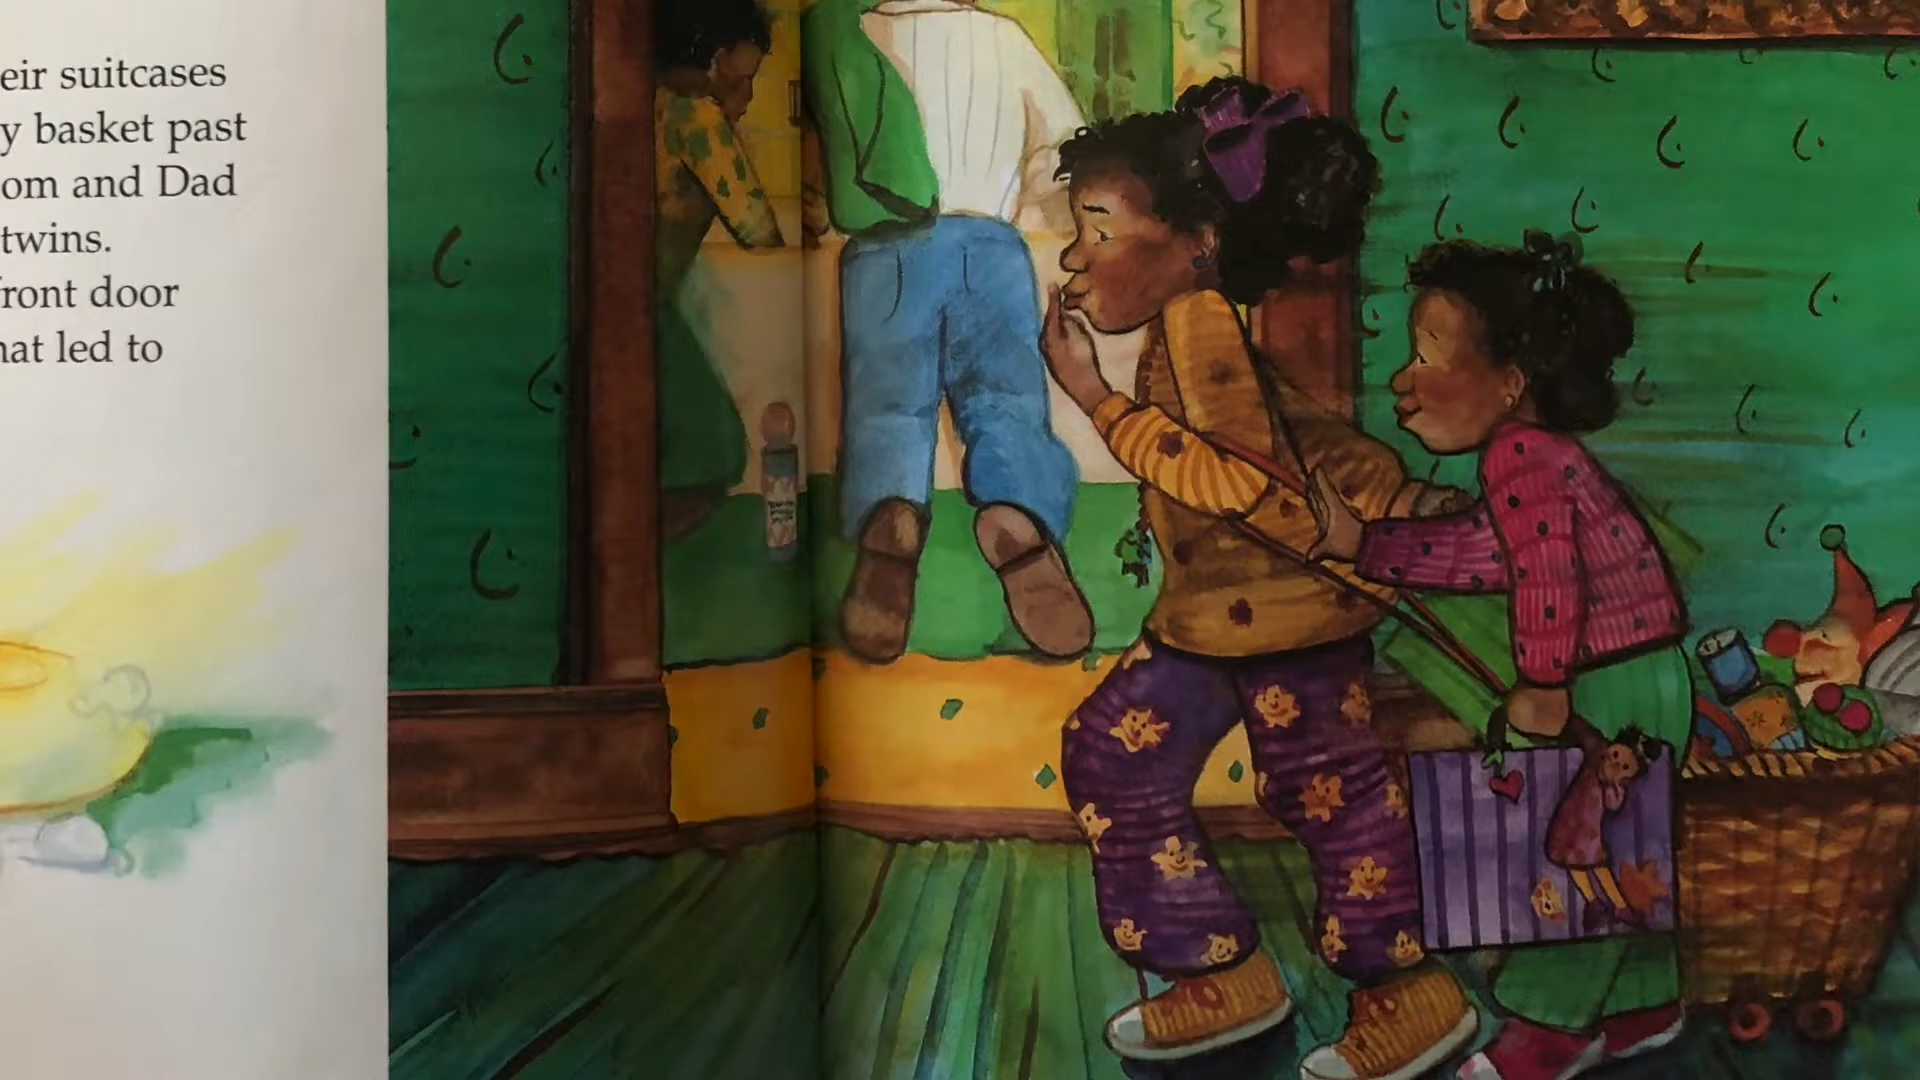 eir suitcases
y basket past
om and Dad
twins.
front door
hat led to